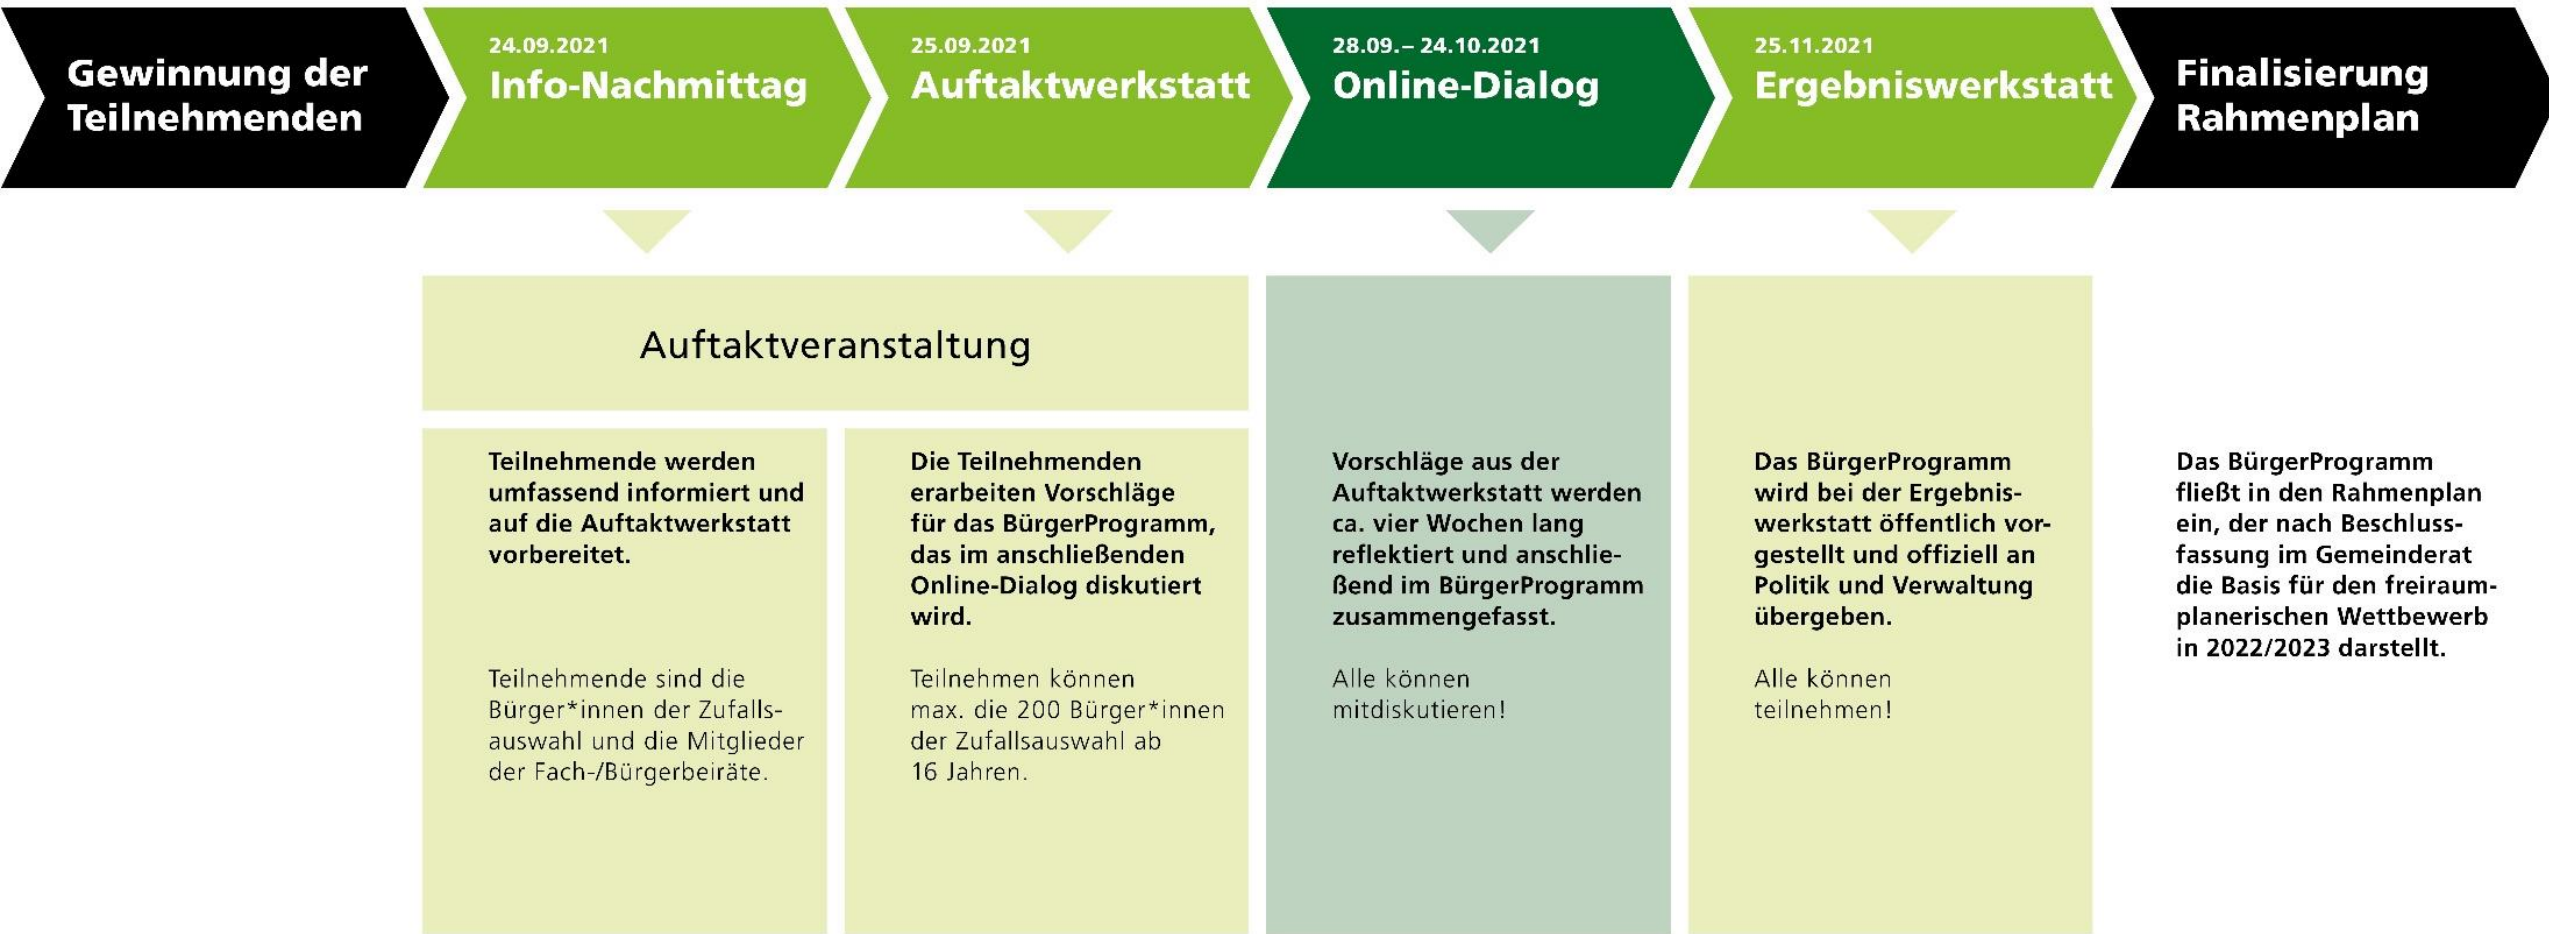 Gewinnung der
Teilnehmenden
24.09.2021
Info-Nachmittag
25.09.2021
Auftaktwerkstatt
28.09.– 24.10.2021
Online-Dialog
25.11.2021
Ergebniswerkstatt
Finalisierung
Rahmenplan
Auftaktveranstaltung
Teilnehmende werden
umfassend informiert und
auf die Auftaktwerkstatt
vorbereitet.
Teilnehmende sind die
Bürger*innen der Zufalls-
auswahl und die Mitglieder
der Fach-/Bürgerbeiräte.
Die Teilnehmenden
erarbeiten Vorschläge
für das BürgerProgramm,
das im anschließenden
Online-Dialog diskutiert
wird.
Teilnehmen können
max. die 200 Bürger*innen
der Zufallsauswahl ab
16 Jahren.
Vorschläge aus der
Auftaktwerkstatt werden
ca. vier Wochen lang
reflektiert und anschlie-
ßend im BürgerProgramm
zusammengefasst.
Alle können
mitdiskutieren!
Das BürgerProgramm
wird bei der Ergebnis-
werkstatt öffentlich vor-
gestellt und offiziell an
Politik und Verwaltung
übergeben.
Alle können
teilnehmen!
Das BürgerProgramm
fließt in den Rahmenplan
ein, der nach Beschluss-
fassung im Gemeinderat
die Basis für den freiraum-
planerischen Wettbewerb
in 2022/2023 darstellt.